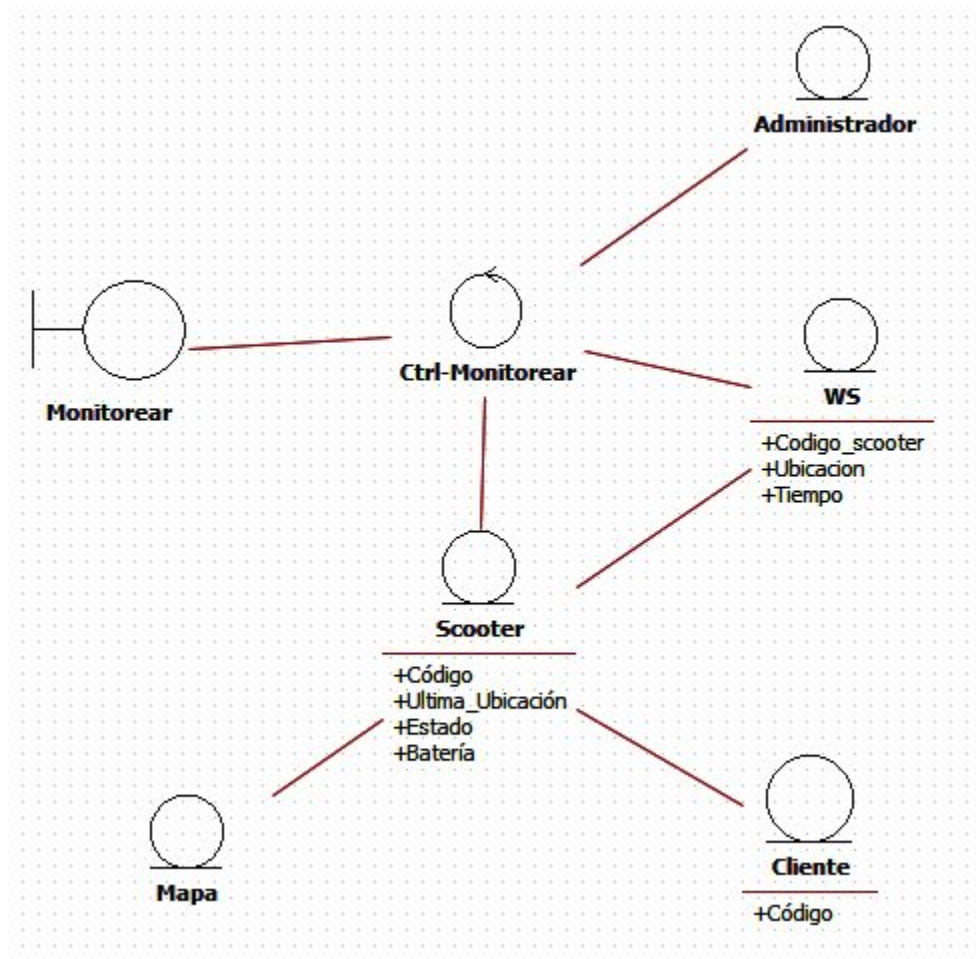 Administrador
Monitorear
Ctrl-Monitorear
WS
+Codigo_scooter
+Ubicacion
+Tiempo
Scooter
+Código
+Ultima_Ubicación
+Estado
+Batería
Mapa
Cliente
+Código